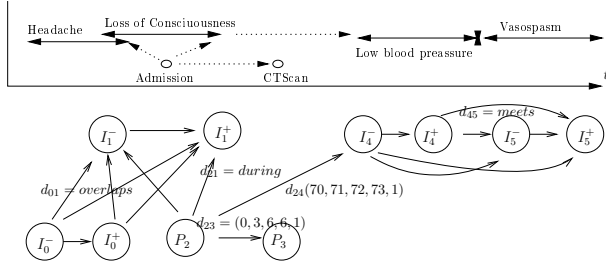 Loss of Consciuousness
Headache
Vasospasm
Low blood preassure
Admission
CTScan
t
d₄₅ = meets
I₁⁻
I₁⁺
I₄⁻
I₄⁺
I₅⁻
I₅⁺
d₂₁ = during
d₀₁ = overlaps
d₂₄(70, 71, 72, 73, 1)
d₂₃ = (0, 3, 6, 6, 1)
I₀⁻
I₀⁺
P₂
P₃